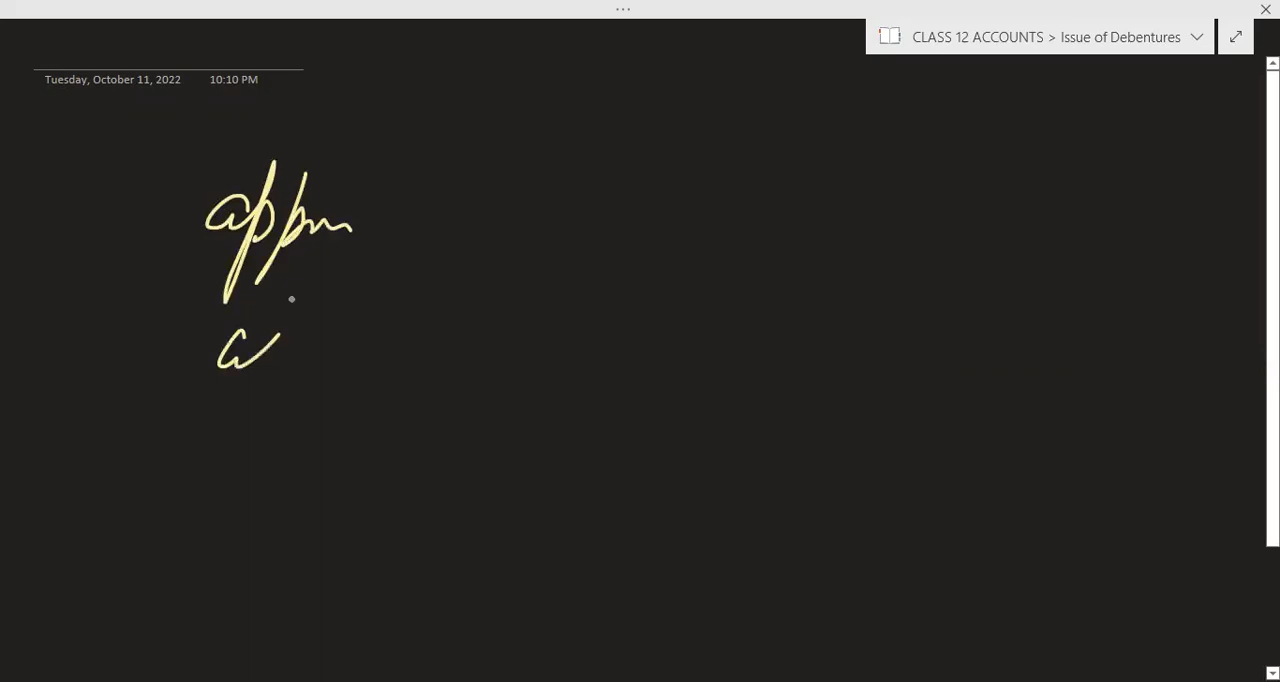 CLASS 12 ACCOUNTS > Issue of Debentures
Tuesday, October 11, 2022 10:10 PM